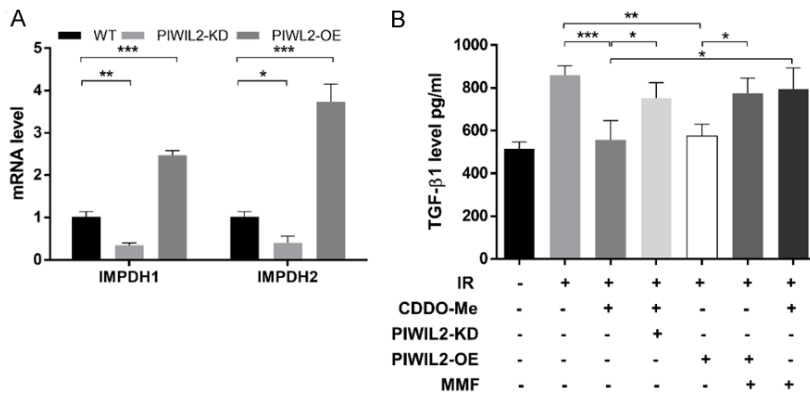 A
WT PIWIL2-KD PIWL2-OE
mRNA level
5
4
3
2
1
0
*** ***
** *
IMPDH1 IMPDH2
B
TGF-β1 level pg/ml
1000
800
600
400
200
0
**
*** * *
*
IR - + + + + + +
CDDO-Me - - + + - - +
PIWIL2-KD - - - + - - -
PIWIL2-OE - - - - + + -
MMF - - - - - + +